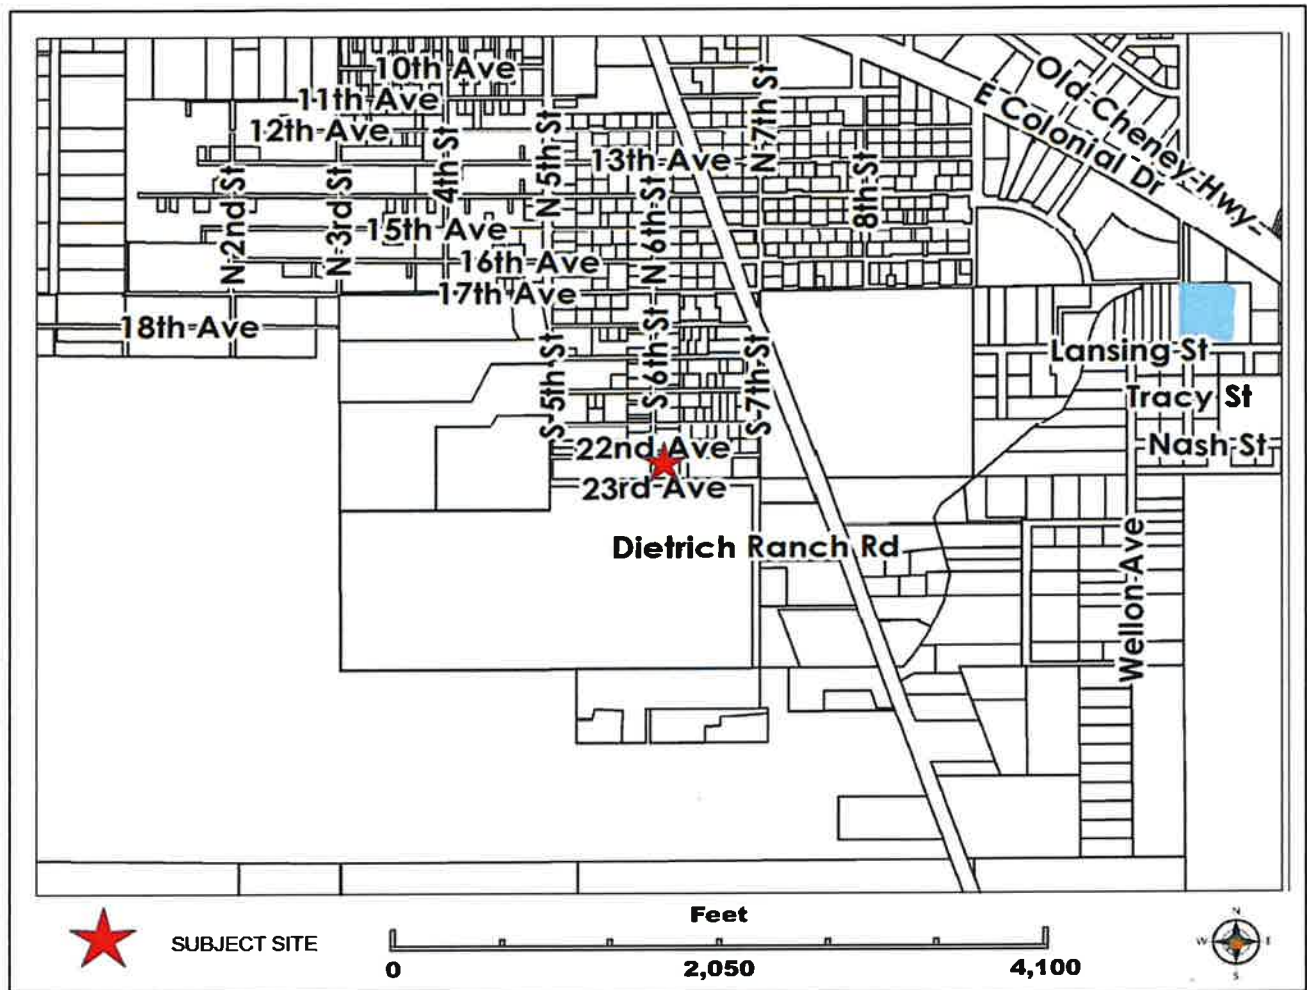 10th Ave
11th Ave
12th Ave
13th Ave
15th Ave
16th Ave
17th Ave
18th Ave
N 2nd St
N 3rd St
4th St
N 5th St
N 6th St
N 7th St
8th St
E Colonial Dr
Old Cheney Hwy
S 5th St
S 6th St
S 7th St
Lansing St
Tracy St
Nash St
22nd Ave
23rd Ave
Dietrich Ranch Rd
Wellon Ave
SUBJECT SITE
Feet
0
2,050
4,100
N
W
E
S